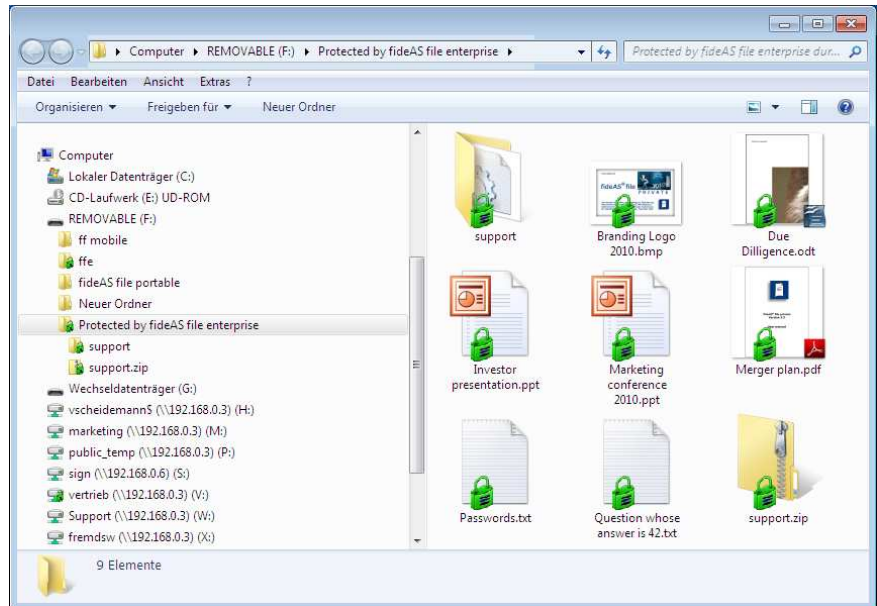 Computer ▸ REMOVABLE (F:) ▸ Protected by fideAS file enterprise ▸
Protected by fideAS file enterprise dur...
Datei Bearbeiten Ansicht Extras ?
Organisieren Freigeben für Neuer Ordner
Computer
Lokaler Datenträger (C:)
CD-Laufwerk (E:) UD-ROM
REMOVABLE (F:)
ff mobile
ffe
fideAS file portable
Neuer Ordner
Protected by fideAS file enterprise
support
support.zip
Wechseldatenträger (G:)
vscheidemann$ (\\192.168.0.3) (H:)
marketing (\\192.168.0.3) (M:)
public_temp (\\192.168.0.3) (P:)
sign (\\192.168.0.6) (S:)
vertrieb (\\192.168.0.3) (V:)
Support (\\192.168.0.3) (W:)
fremdsw (\\192.168.0.3) (X:)
support
fideAS® file
PRIVATE
Branding Logo
2010.bmp
Due
Dilligence.odt
Investor
presentation.ppt
Marketing
conference
2010.ppt
Merger plan.pdf
Passwords.txt
Question whose
answer is 42.txt
support.zip
9 Elemente